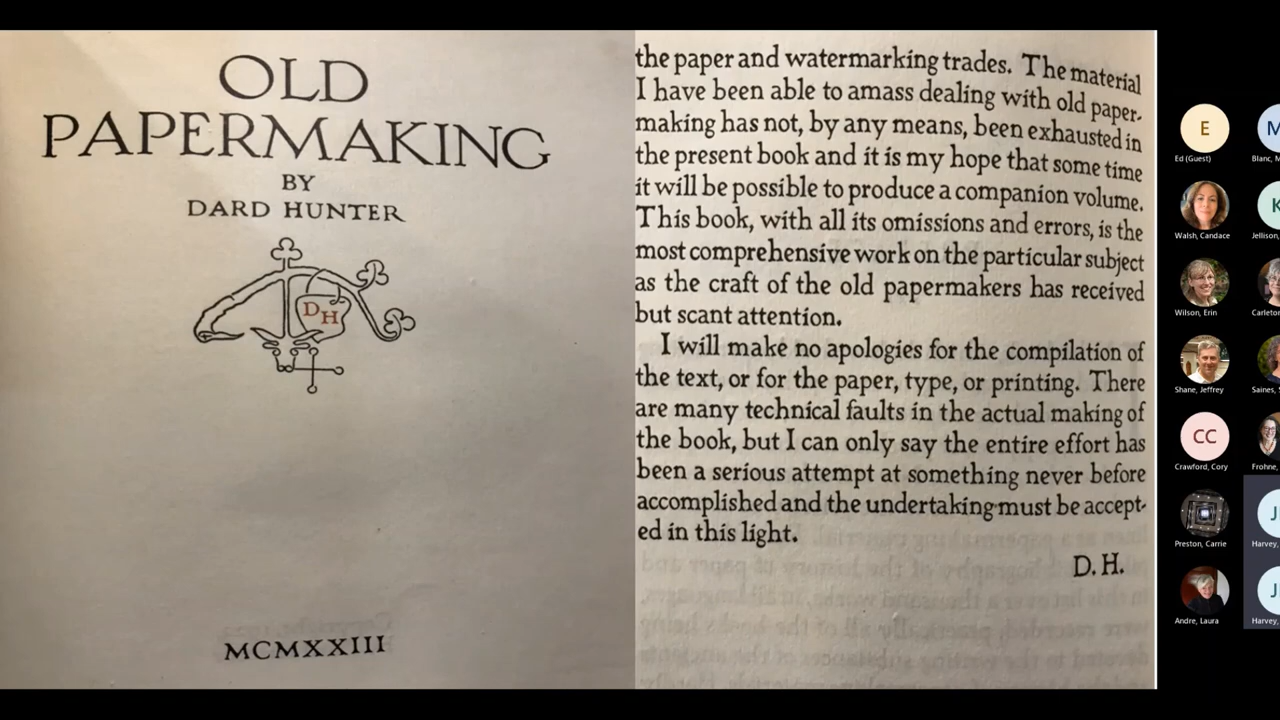 OLD
PAPERMAKING
BY
DARD HUNTER
D
H
MCMXXIII
the paper and watermarking trades. The material
I have been able to amass dealing with old paper-
making has not, by any means, been exhausted in
the present book and it is my hope that some time
it will be possible to produce a companion volume.
This book, with all its omissions and errors, is the
most comprehensive work on the particular subject
as the craft of the old papermakers has received
but scant attention.
I will make no apologies for the compilation of
the text, or for the paper, type, or printing. There
are many technical faults in the actual making of
the book, but I can only say the entire effort has
been a serious attempt at something never before
accomplished and the undertaking must be accept-
ed in this light.
D. H.
E
Ed (Guest)
Blanc, M
Walsh, Candace
K
Jellison,
Wilson, Erin
Carleton
Shane, Jeffrey
Saines,
CC
Crawford, Cory
Frohne,
Preston, Carrie
J
Harvey,
Andre, Laura
J
Harvey,